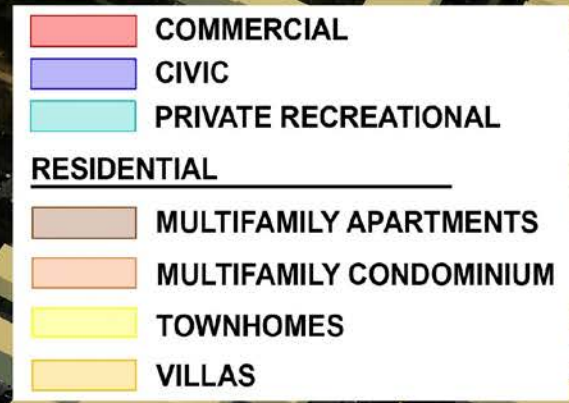 COMMERCIAL
CIVIC
PRIVATE RECREATIONAL
RESIDENTIAL
MULTIFAMILY APARTMENTS
MULTIFAMILY CONDOMINIUM
TOWNHOMES
VILLAS